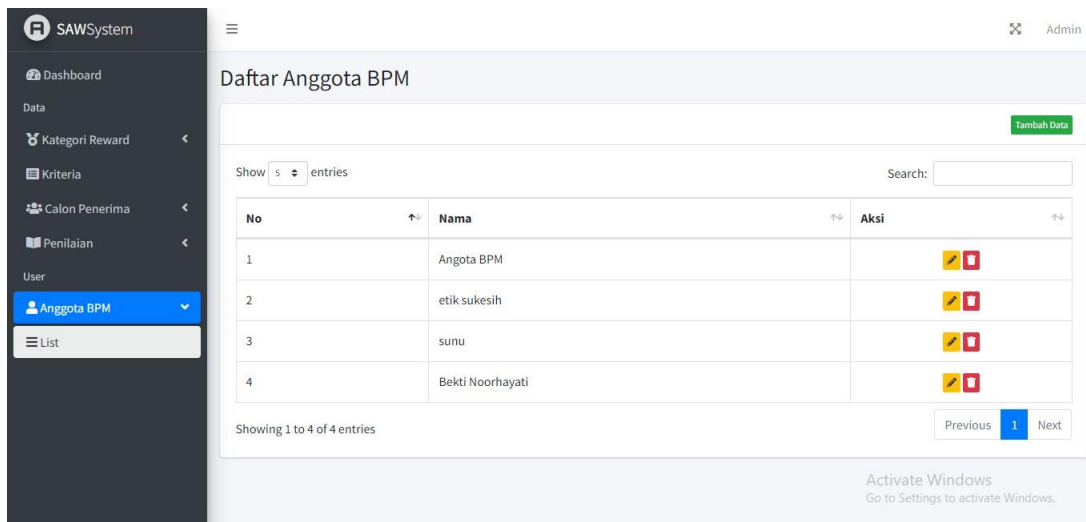 SAWSystem
Admin
Dashboard
Data
Kategori Reward
Kriteria
Calon Penerima
Penilaian
User
Anggota BPM
List
Daftar Anggota BPM
Tambah Data
Show 5 entries
Search:
No Nama Aksi
1 Angota BPM
2 etik sukesih
3 sunu
4 Bekti Noorhayati
Showing 1 to 4 of 4 entries
Previous 1 Next
Activate Windows
Go to Settings to activate Windows.